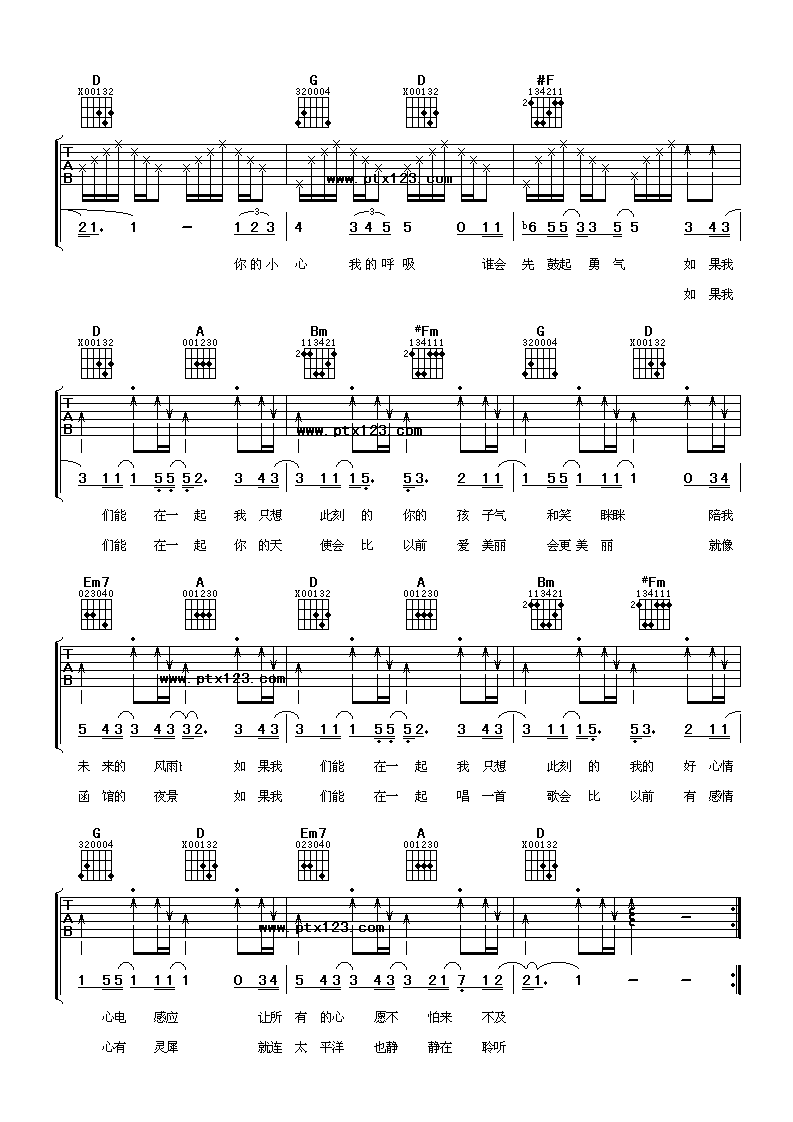 D G D #F
X00132 320004 X00132 134211
2
T
A
B
www.ptx123.com
3 3
21. 1 - 123 4 345 5 0 11 b6 55 33 55 5 3 43
你的小 心 我的呼 吸 谁会 先 鼓起 勇 气 如 果我
如 果我
D A Bm #Fm G D
X00132 001230 113421 134111 320004 X00132
2 2
T
A
B
www.ptx123.com
3 11 1 55 52. 3 43 3 11 15. 53. 2 11 1 55 1 11 1 0 34
们能 在一 起 我 只想 此刻 的 你的 孩 子气 和笑 眯眯 陪我
们能 在一 起 你 的天 使会 比 以前 爱 美丽 会更 美 丽 就像
Em7 A D A Bm #Fm
023040 001230 X00132 001230 113421 134111
2 2
T
A
B
www.ptx123.com
5 43 3 43 32. 3 43 3 11 1 55 52. 3 43 3 11 15. 53. 2 11
未 来的 风雨 如 果我 们能 在一 起 我 只想 此刻 的 我的 好 心情
函 馆的 夜景 如 果我 们能 在一 起 唱 一首 歌会 比 以前 有 感情
G D Em7 A D
320004 X00132 023040 001230 X00132
T
A
B
www.ptx123.com
-
1 55 1 11 1 0 34 5 43 3 43 3 21 7 12 21. 1 - -
心电 感应 让所 有 的心 愿不 怕来 不及
心有 灵犀 就连 太 平洋 也静 静在 聆听